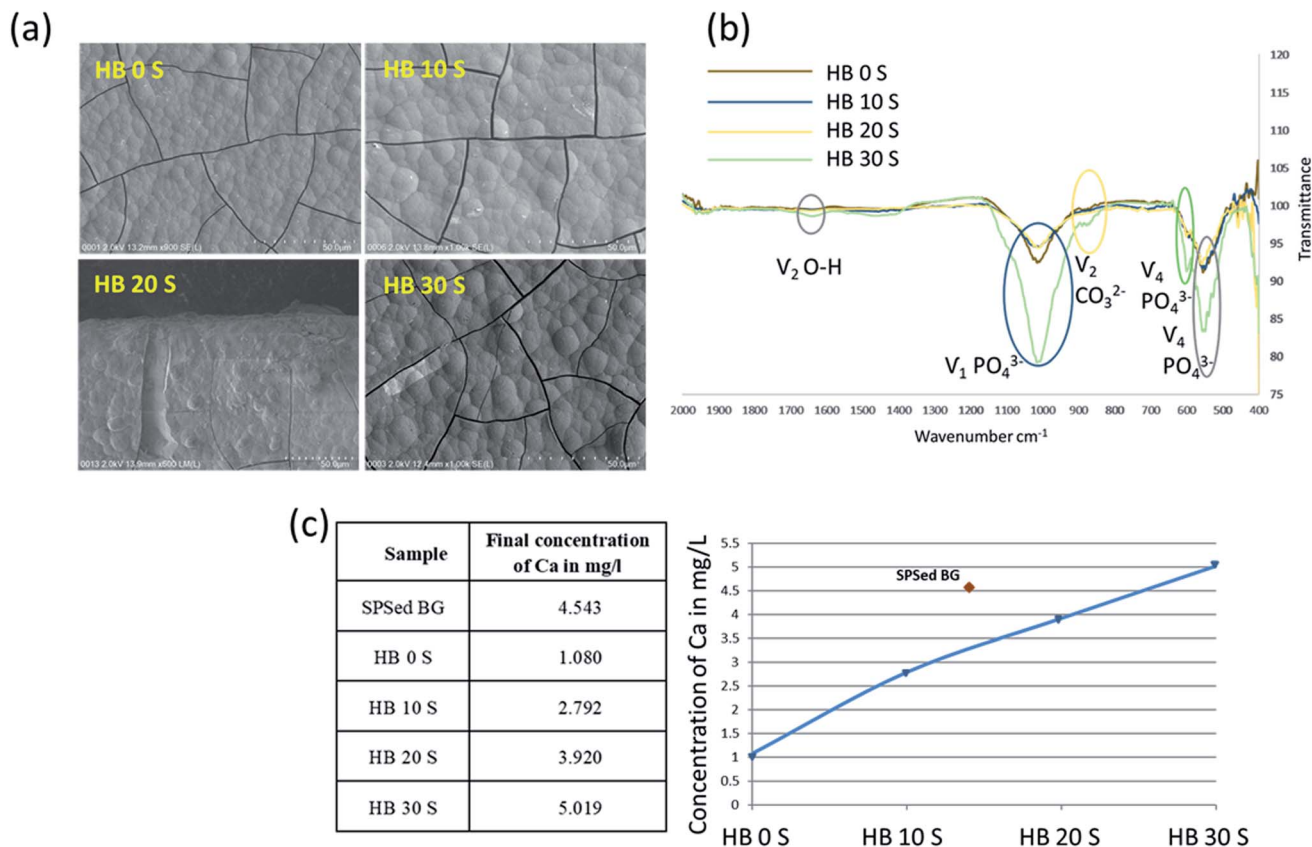 (a)
HB 0 S
0001 2.0kV 13.2mm x900 SE(L)
50.0µm
HB 10 S
0006 2.0kV 13.8mm x1.00k SE(L)
50.0µm
HB 20 S
0013 2.0kV 13.9mm x600 LM(L)
50.0µm
HB 30 S
0003 2.0kV 12.4mm x1.00k SE(L)
50.0µm
(b)
HB 0 S
HB 10 S
HB 20 S
HB 30 S
120
115
110
105
100
95
90
85
80
75
Transmittance
V₂ O-H
V₁ PO₄³⁻
V₂
CO₃²⁻
V₄
PO₄³⁻
V₄
PO₄³⁻
2000 1900 1800 1700 1600 1500 1400 1300 1200 1100 1000 900 800 700 600 500 400
Wavenumber cm⁻¹
(c)
Sample
Final concentration
of Ca in mg/l
SPSed BG 4.543
HB 0 S 1.080
HB 10 S 2.792
HB 20 S 3.920
HB 30 S 5.019
Concentration of Ca in mg/L
5.5
5
4.5
4
3.5
3
2.5
2
1.5
1
0.5
0
SPSed BG
HB 0 S HB 10 S HB 20 S HB 30 S